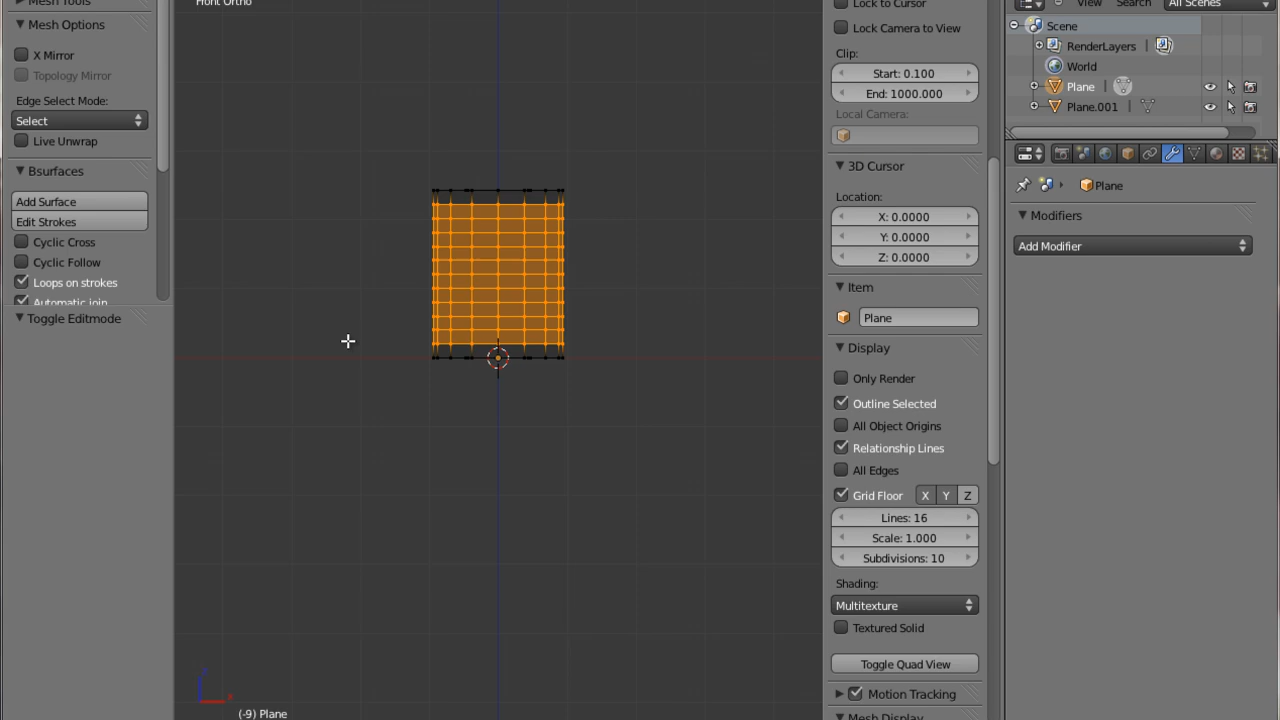 Mesh Tools
Mesh Options
X Mirror
Topology Mirror
Edge Select Mode:
Select
Live Unwrap
Bsurfaces
Add Surface
Edit Strokes
Cyclic Cross
Cyclic Follow
Loops on strokes
Automatic join
Toggle Editmode
Front Ortho
(-9) Plane
Lock to Cursor
Lock Camera to View
Clip:
Start: 0.100
End: 1000.000
Local Camera:
3D Cursor
Location:
X: 0.0000
Y: 0.0000
Z: 0.0000
Item
Plane
Display
Only Render
Outline Selected
All Object Origins
Relationship Lines
All Edges
Grid Floor X Y Z
Lines: 16
Scale: 1.000
Subdivisions: 10
Shading:
Multitexture
Textured Solid
Toggle Quad View
Motion Tracking
Mesh Display
View Search All Scenes
Scene
RenderLayers
World
Plane
Plane.001
Plane
Modifiers
Add Modifier